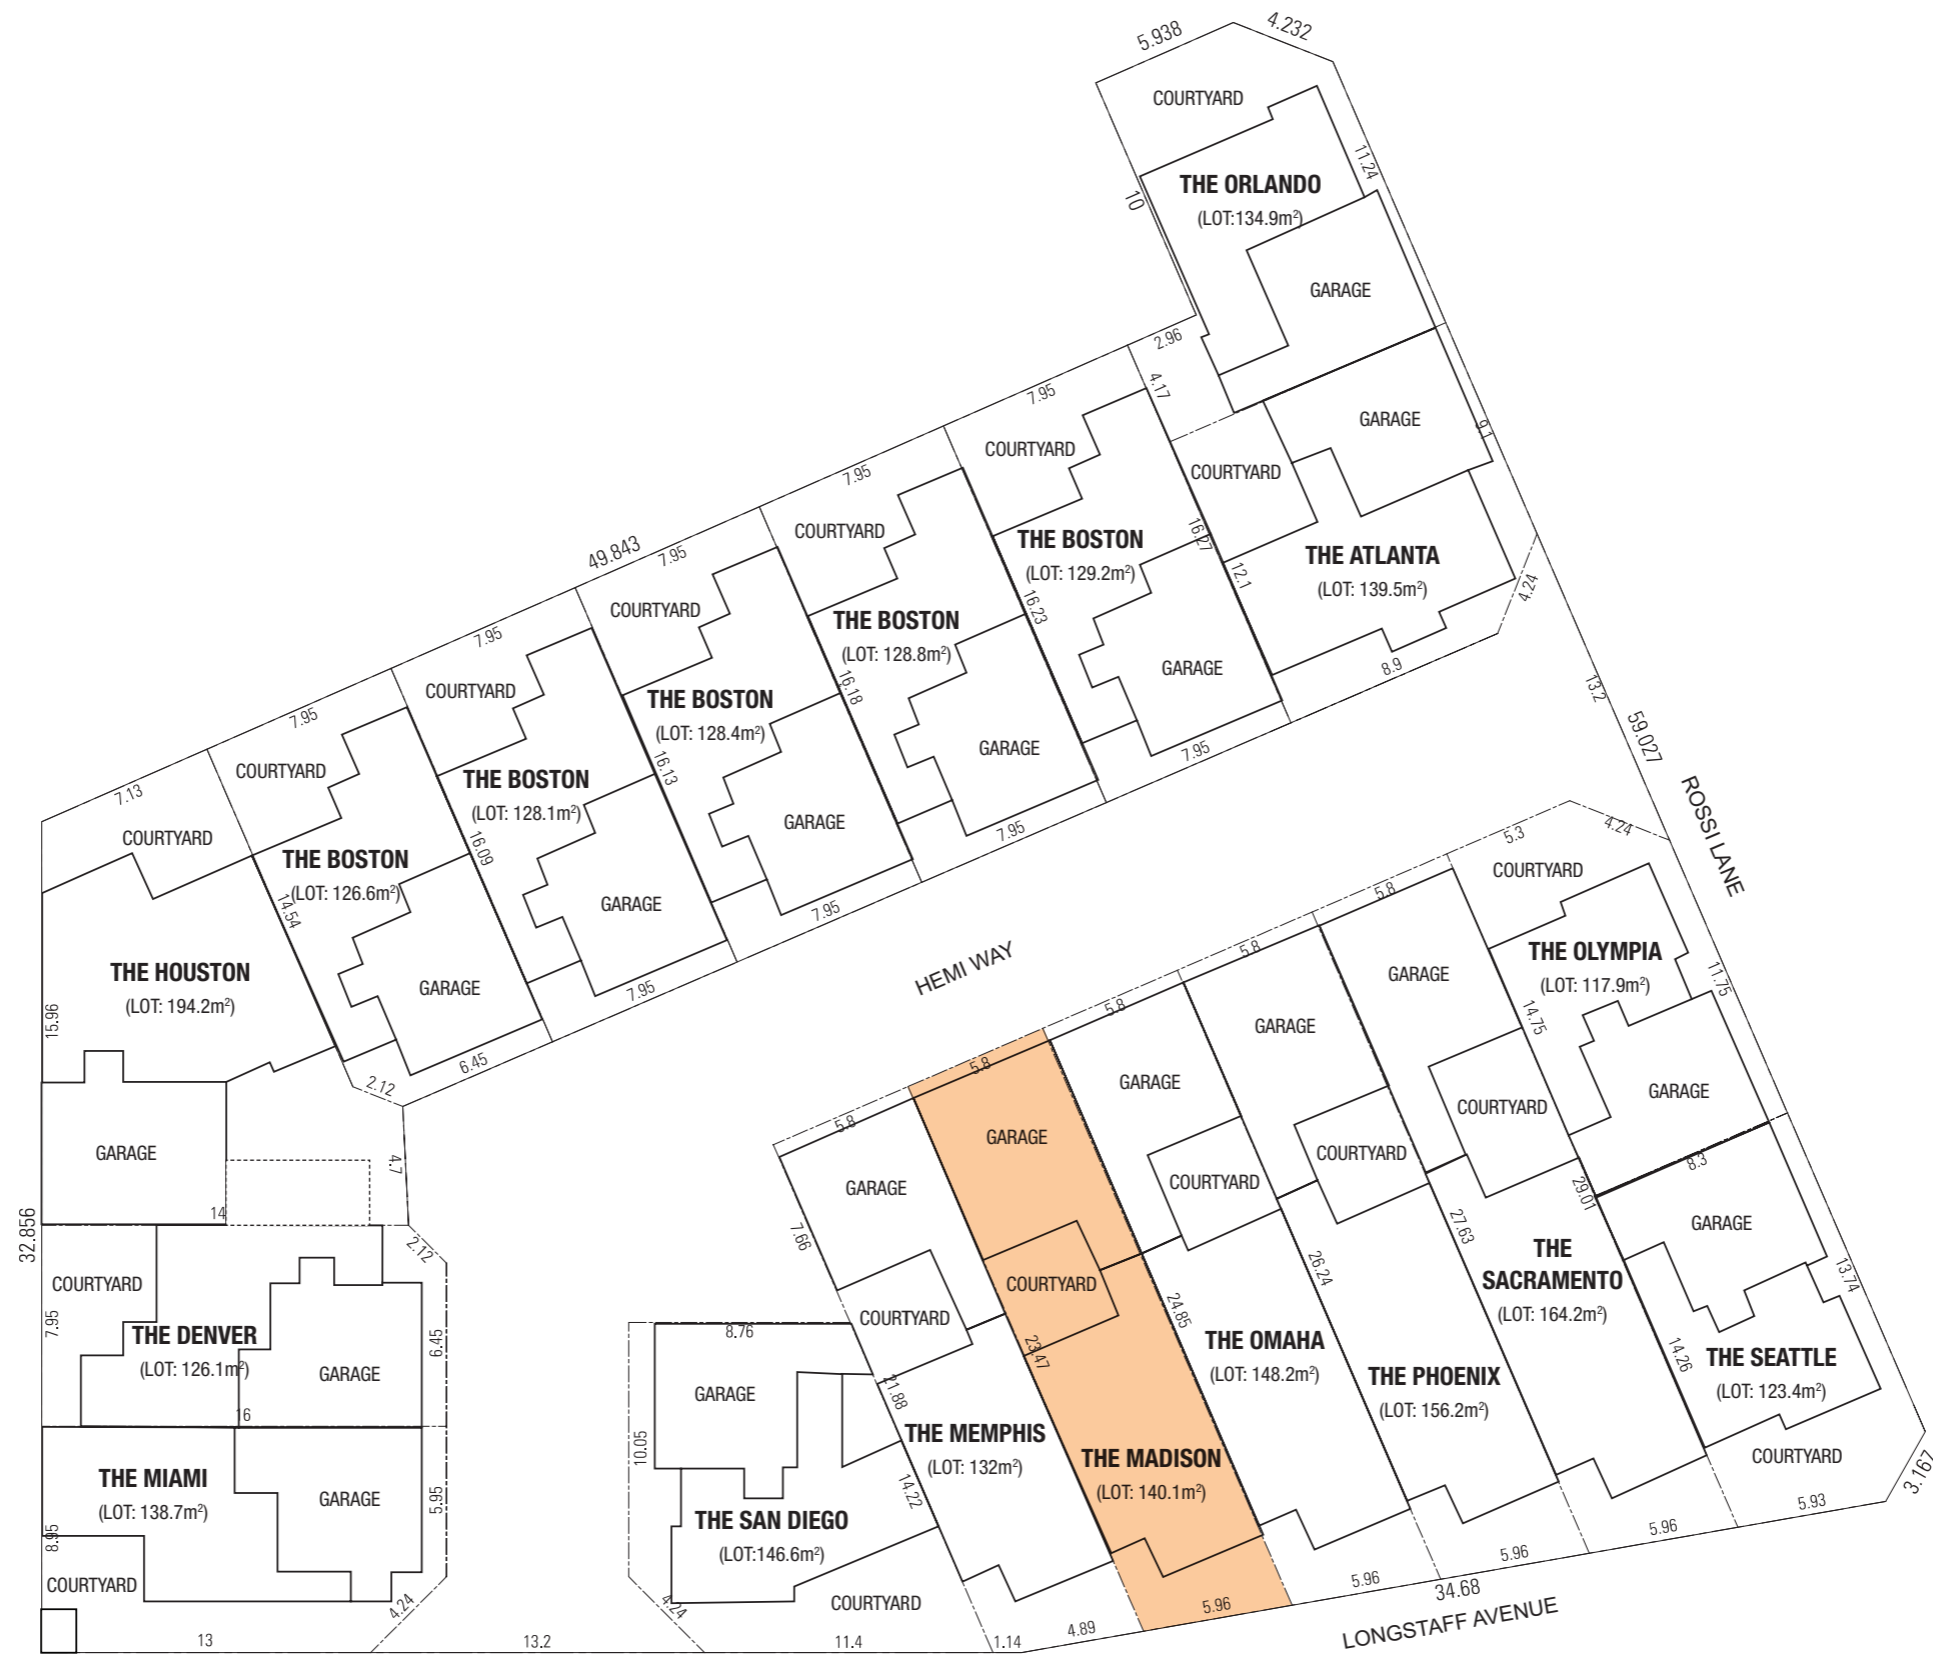 5.938
4.232
COURTYARD
11.24
THE ORLANDO
(LOT:134.9m²)
10
GARAGE
2.96
4.17
7.95
COURTYARD
GARAGE
9.1
COURTYARD
7.95
COURTYARD
THE BOSTON
(LOT: 129.2m²)
16.27
THE ATLANTA
(LOT: 139.5m²)
12.1
4.24
49.843
7.95
COURTYARD
THE BOSTON
(LOT: 128.8m²)
16.23
GARAGE
8.9
13.2
59.027
ROSSI LANE
7.95
COURTYARD
THE BOSTON
(LOT: 128.4m²)
16.18
GARAGE
7.95
7.95
COURTYARD
THE BOSTON
(LOT: 128.1m²)
16.13
GARAGE
7.95
7.13
COURTYARD
THE BOSTON
(LOT: 126.6m²)
16.09
GARAGE
7.95
14.54
GARAGE
7.95
6.45
2.12
THE HOUSTON
(LOT: 194.2m²)
15.96
GARAGE
14
4.7
2.12
32.856
HEMI WAY
COURTYARD
7.95
THE DENVER
(LOT: 126.1m²)
GARAGE
6.45
16
THE MIAMI
(LOT: 138.7m²)
GARAGE
5.95
8.95
COURTYARD
4.24
13
13.2
8.76
GARAGE
10.05
THE SAN DIEGO
(LOT:146.6m²)
COURTYARD
4.24
11.4
1.14
5.8
GARAGE
7.66
COURTYARD
21.88
THE MEMPHIS
(LOT: 132m²)
14.22
4.89
5.8
GARAGE
COURTYARD
23.47
THE MADISON
(LOT: 140.1m²)
5.96
5.8
GARAGE
COURTYARD
24.85
THE OMAHA
(LOT: 148.2m²)
5.96
5.8
GARAGE
COURTYARD
26.24
THE PHOENIX
(LOT: 156.2m²)
5.96
5.8
GARAGE
COURTYARD
27.63
THE
SACRAMENTO
(LOT: 164.2m²)
5.96
5.3
4.24
COURTYARD
THE OLYMPIA
(LOT: 117.9m²)
11.75
14.75
GARAGE
8.3
29.01
GARAGE
13.74
14.26
THE SEATTLE
(LOT: 123.4m²)
COURTYARD
5.93
3.167
34.68
LONGSTAFF AVENUE